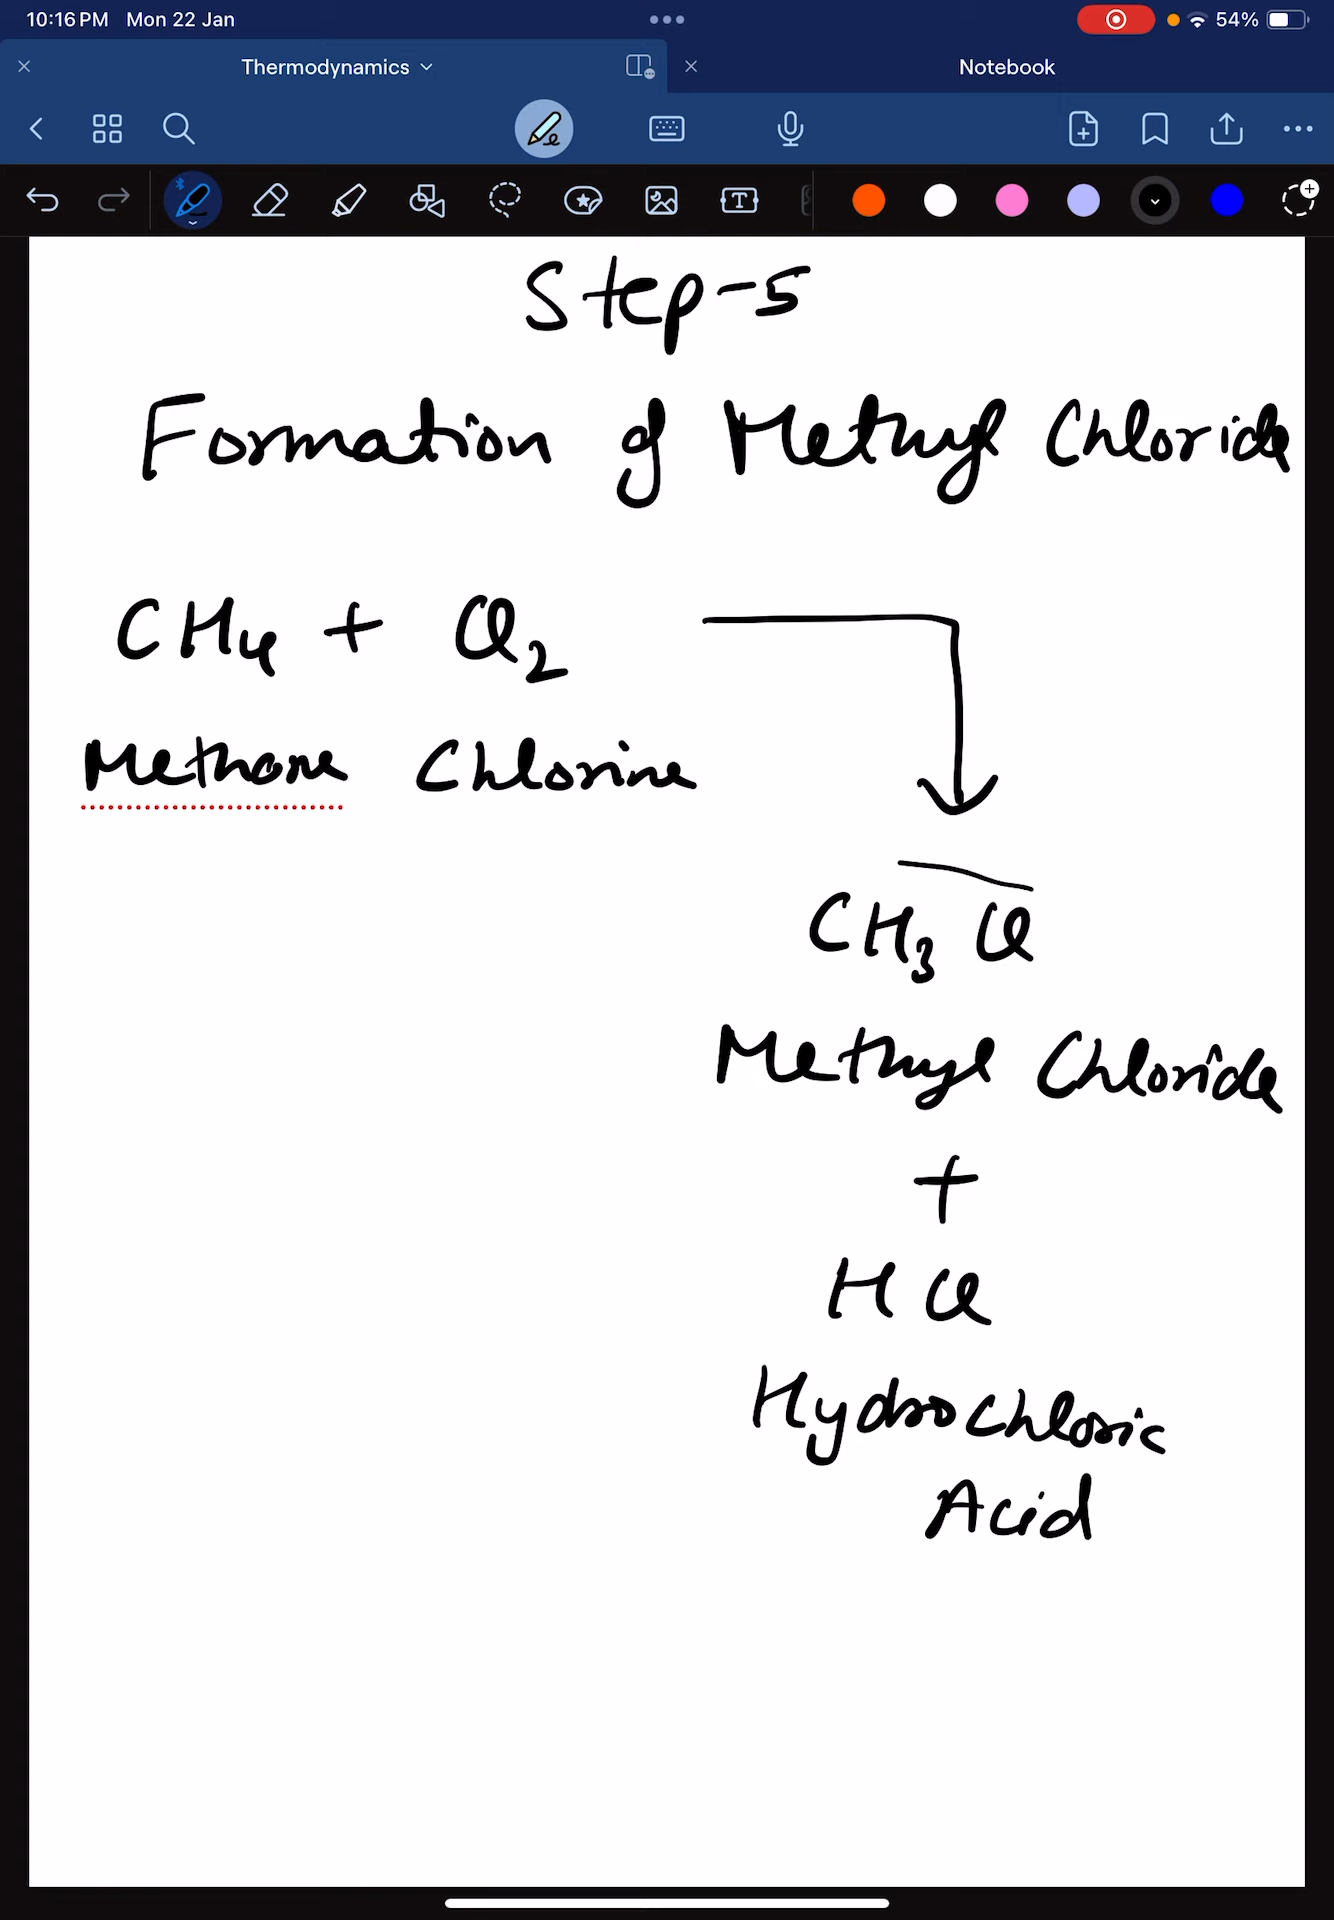 10:16 PM Mon 22 Jan 54%
Thermodynamics Notebook
Step-5
Formation of Methyl Chloride
CH4 + Cl2
Methane Chlorine
CH3 Cl
Methyl Chloride
+
H Cl
Hydrochloric
Acid